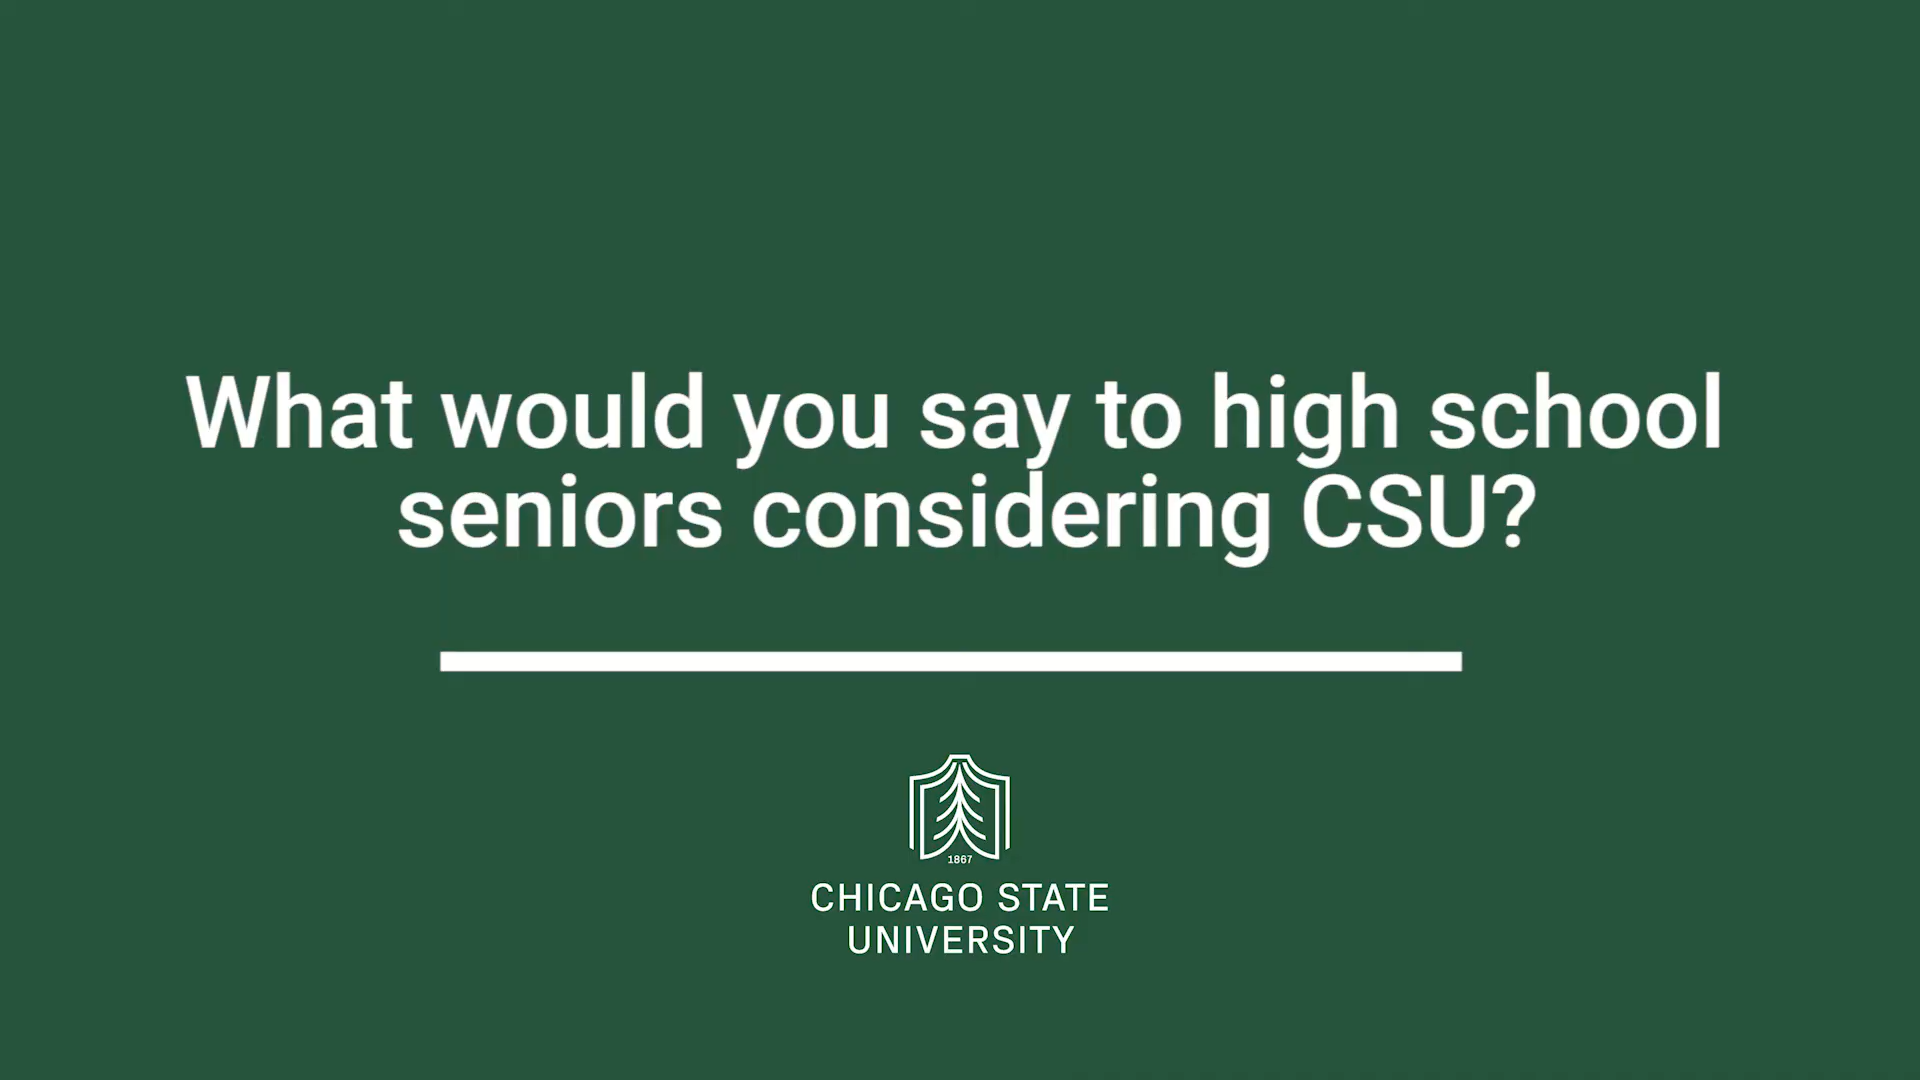 What would you say to high school
seniors considering CSU?
1867
CHICAGO STATE
UNIVERSITY